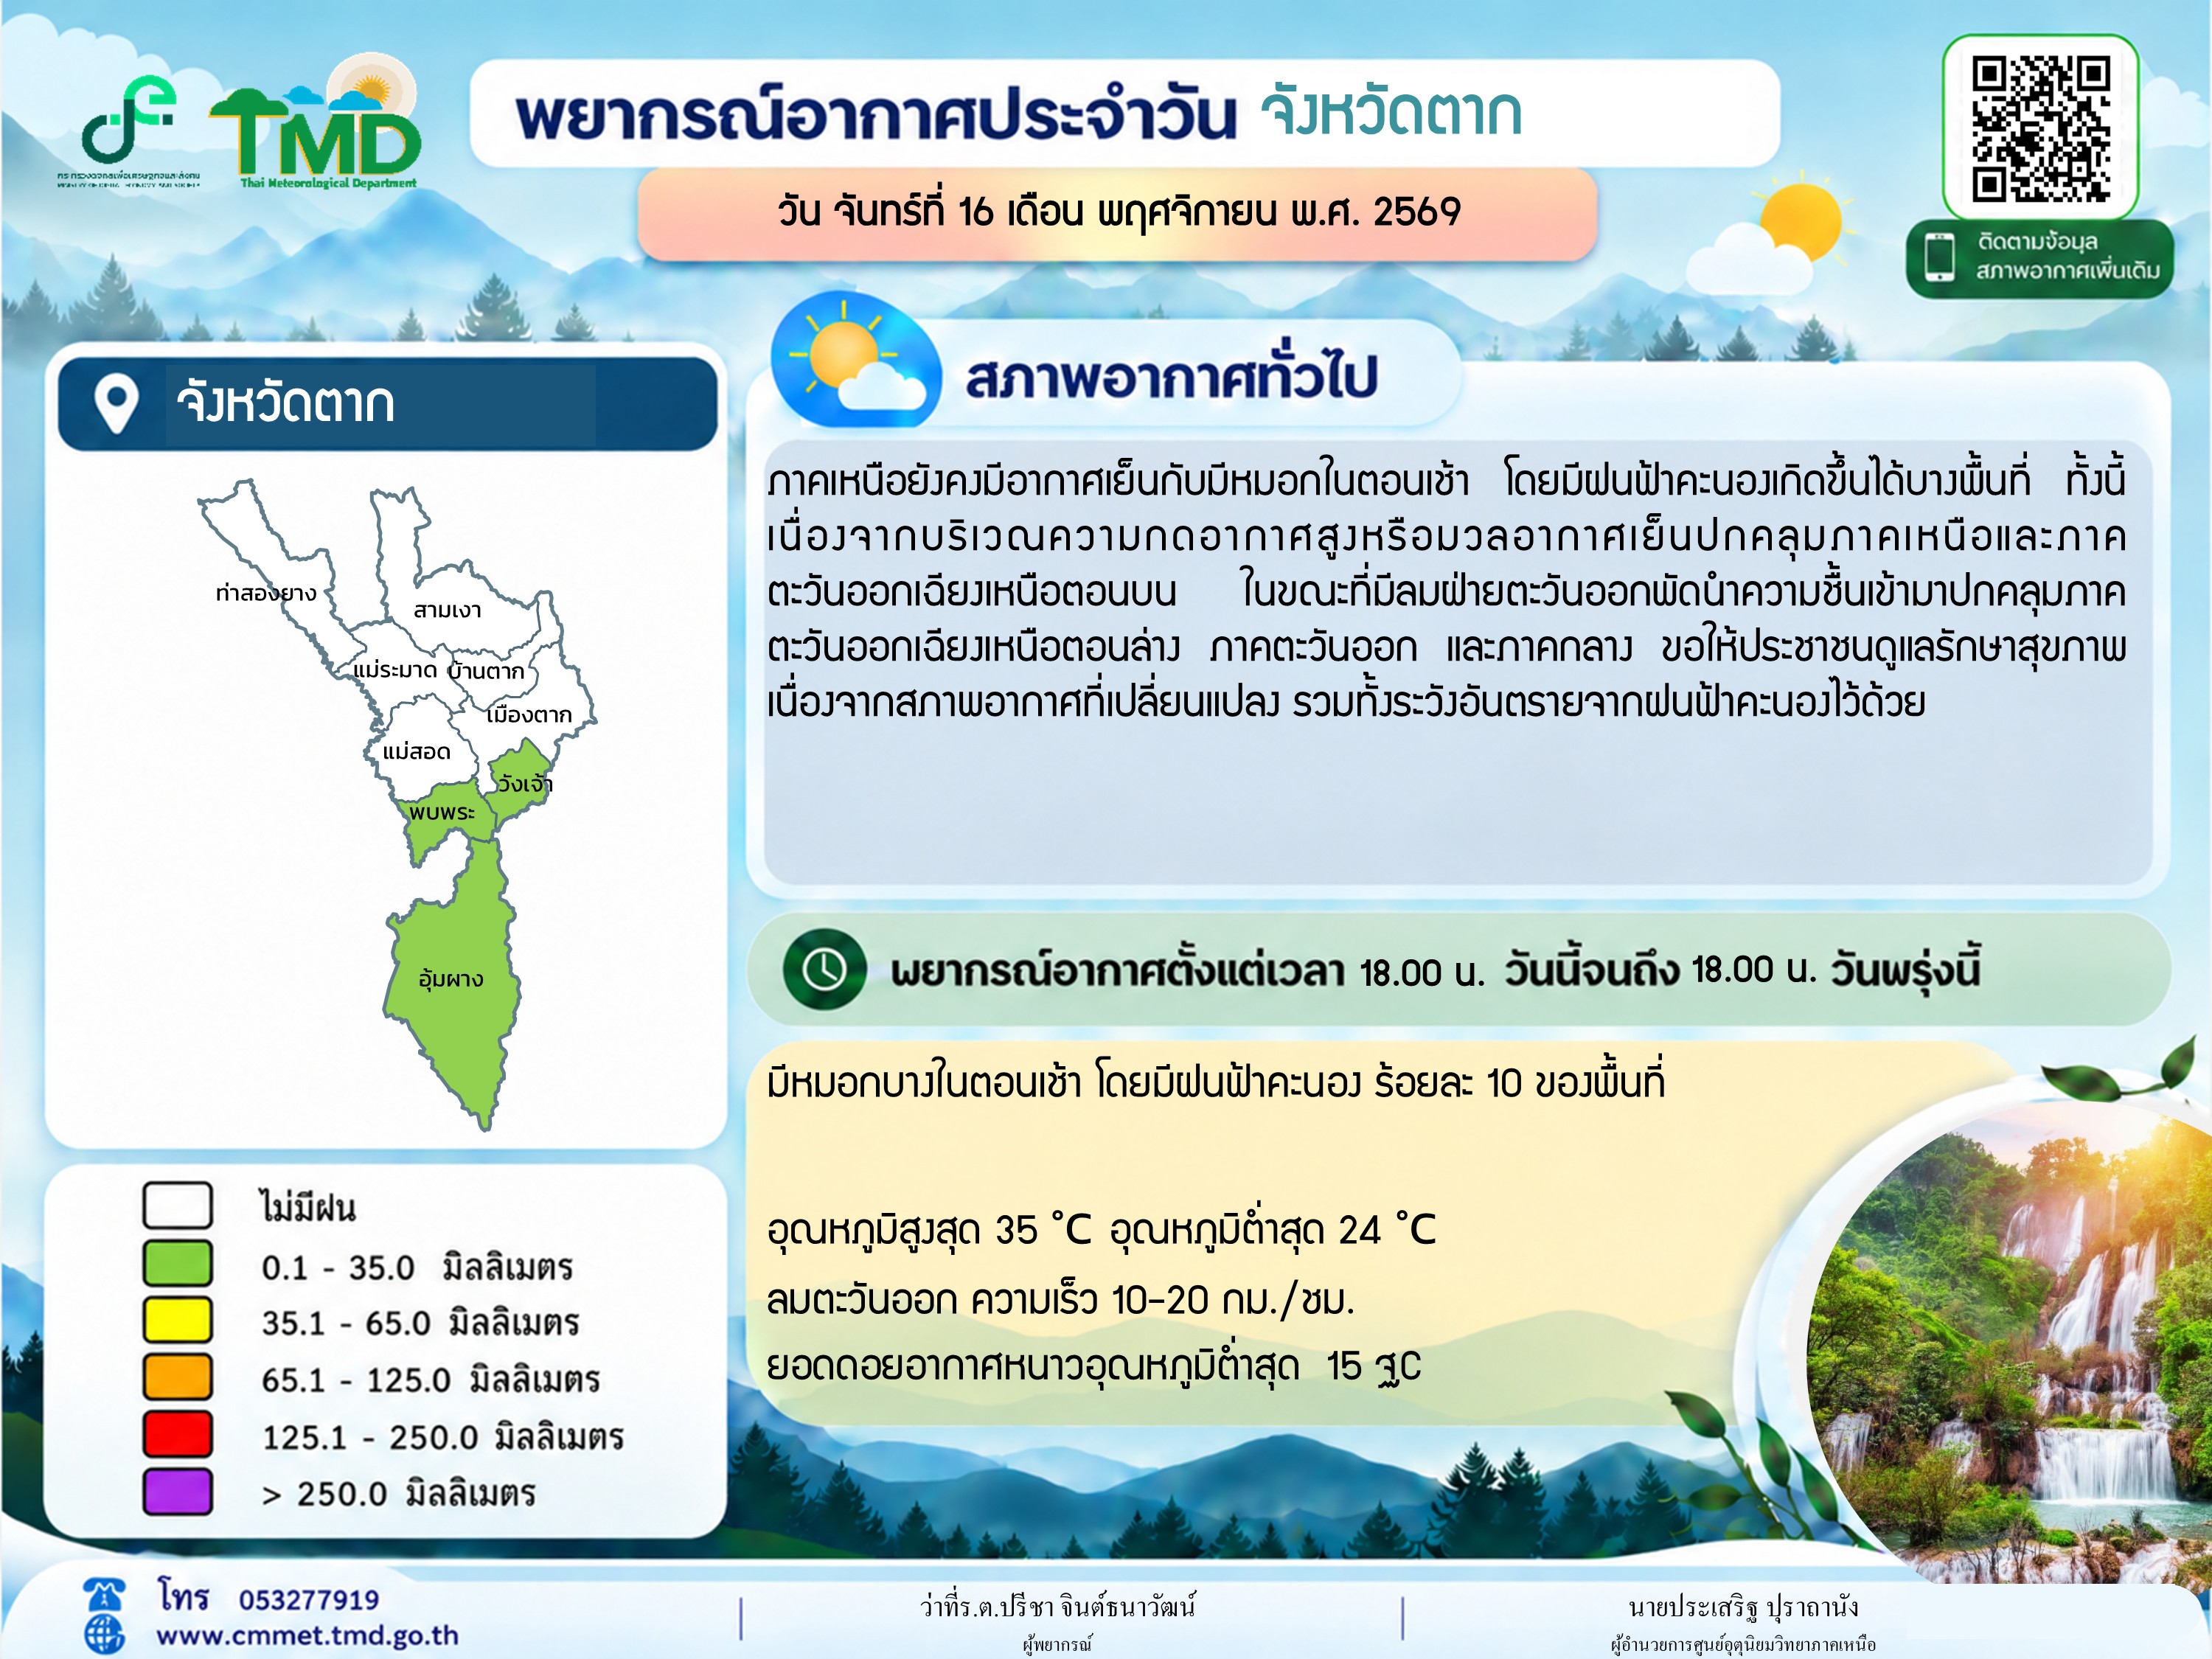 พยากรณ์อากาศประจำวัน จังหวัดตาก
TMD
Thai Meteorological Department
วัน จันทร์ที่ 16 เดือน พฤศจิกายน พ.ศ. 2569
จังหวัดตาก
ท่าสองยาง
สามเงา
แม่ระมาด
บ้านตาก
เมืองตาก
แม่สอด
วังเจ้า
พบพระ
อุ้มผาง
ไม่มีฝน
0.1 - 35.0 มิลลิเมตร
35.1 - 65.0 มิลลิเมตร
65.1 - 125.0 มิลลิเมตร
125.1 - 250.0 มิลลิเมตร
> 250.0 มิลลิเมตร
สภาพอากาศทั่วไป
ภาคเหนือยังคงมีอากาศเย็นกับมีหมอกในตอนเช้า โดยมีฝนฟ้าคะนองเกิดขึ้นได้บางพื้นที่ ทั้งนี้
เนื่องจากบริเวณความกดอากาศสูงหรือมวลอากาศเย็นปกคลุมภาคเหนือและภาค
ตะวันออกเฉียงเหนือตอนบน ในขณะที่มีลมฝ่ายตะวันออกพัดนำความชื้นเข้ามาปกคลุมภาค
ตะวันออกเฉียงเหนือตอนล่าง ภาคตะวันออก และภาคกลาง ขอให้ประชาชนดูแลรักษาสุขภาพ
เนื่องจากสภาพอากาศที่เปลี่ยนแปลง รวมทั้งระวังอันตรายจากฝนฟ้าคะนองไว้ด้วย
พยากรณ์อากาศตั้งแต่เวลา 18.00 น. วันนี้จนถึง 18.00 น. วันพรุ่งนี้
มีหมอกบางในตอนเช้า โดยมีฝนฟ้าคะนอง ร้อยละ 10 ของพื้นที่
อุณหภูมิสูงสุด 35 °C อุณหภูมิต่ำสุด 24 °C
ลมตะวันออก ความเร็ว 10-20 กม./ชม.
ยอดดอยอากาศหนาวอุณหภูมิต่ำสุด 15 ฐC
ติดตามข้อมุล
สภาพอากาศเพิ่นเติม
โทร 053277919
www.cmmet.tmd.go.th
ว่าที่ร.ต.ปรีชา จินต์ธนาวัฒน์
ผู้พยากรณ์
นายประเสริฐ ปุราถานัง
ผู้อำนวยการศูนย์อุตุนิยมวิทยาภาคเหนือ